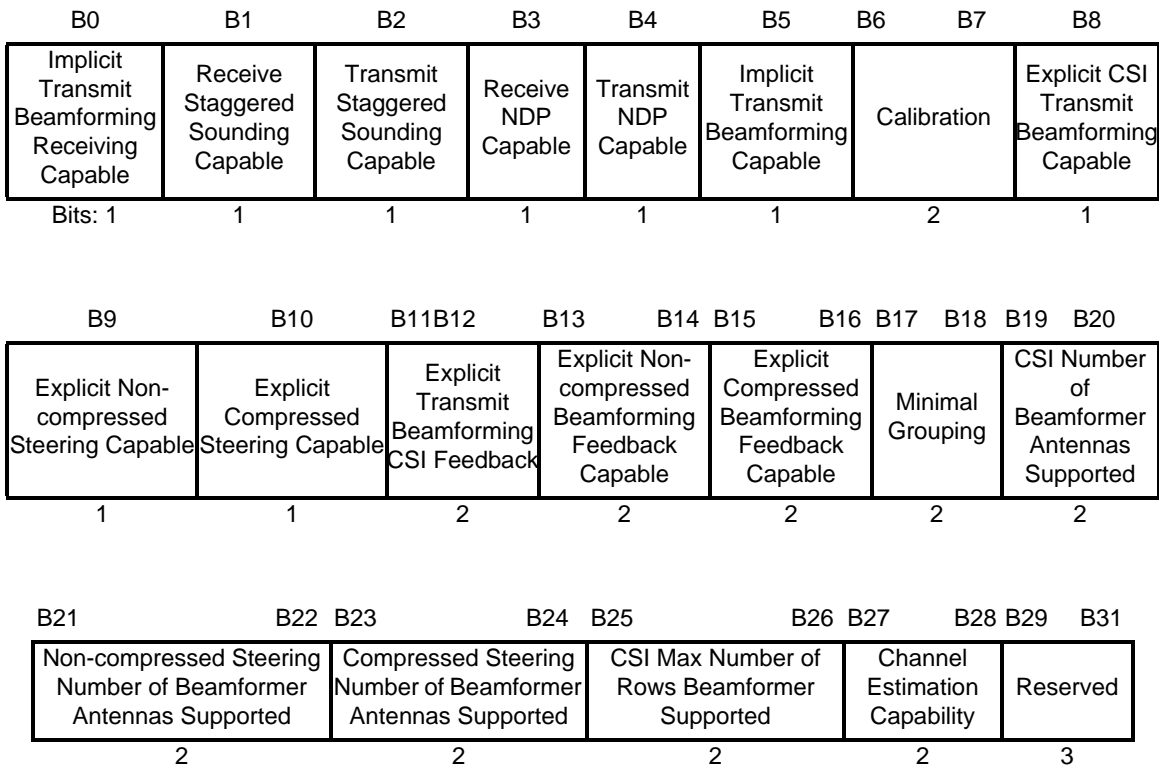 B0 B1 B2 B3 B4 B5 B6 B7 B8
Implicit
Transmit
Beamforming
Receiving
Capable
Receive
Staggered
Sounding
Capable
Transmit
Staggered
Sounding
Capable
Receive
NDP
Capable
Transmit
NDP
Capable
Implicit
Transmit
Beamforming
Capable
Calibration
Explicit CSI
Transmit
Beamforming
Capable
Bits: 1 1 1 1 1 1 2 1
B9 B10 B11B12 B13 B14 B15 B16 B17 B18 B19 B20
Explicit Non-
compressed
Steering Capable
Explicit
Compressed
Steering Capable
Explicit
Transmit
Beamforming
CSI Feedback
Explicit Non-
compressed
Beamforming
Feedback
Capable
Explicit
Compressed
Beamforming
Feedback
Capable
Minimal
Grouping
CSI Number
of
Beamformer
Antennas
Supported
1 1 2 2 2 2 2
B21 B22 B23 B24 B25 B26 B27 B28 B29 B31
Non-compressed Steering
Number of Beamformer
Antennas Supported
Compressed Steering
Number of Beamformer
Antennas Supported
CSI Max Number of
Rows Beamformer
Supported
Channel
Estimation
Capability
Reserved
2 2 2 2 3